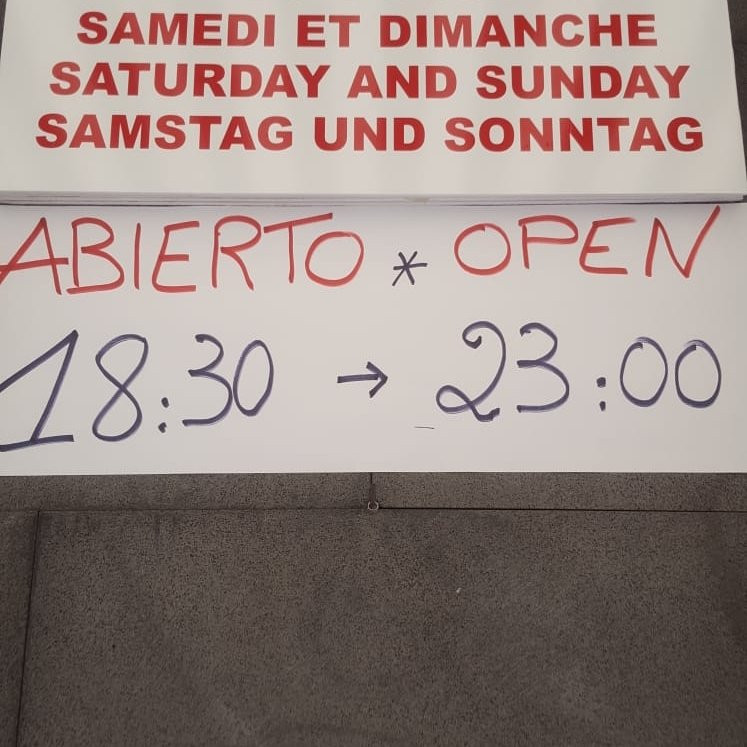 SAMEDI ET DIMANCHE
SATURDAY AND SUNDAY
SAMSTAG UND SONNTAG
ABIERTO * OPEN
18:30 → 23:00